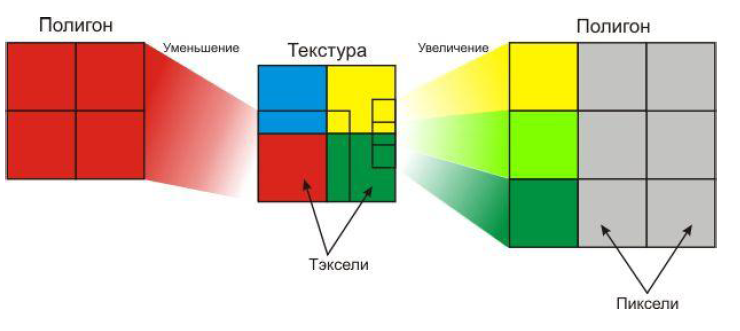 Полигон
Уменьшение
Текстура
Увеличение
Полигон
Тэксели
Пиксели